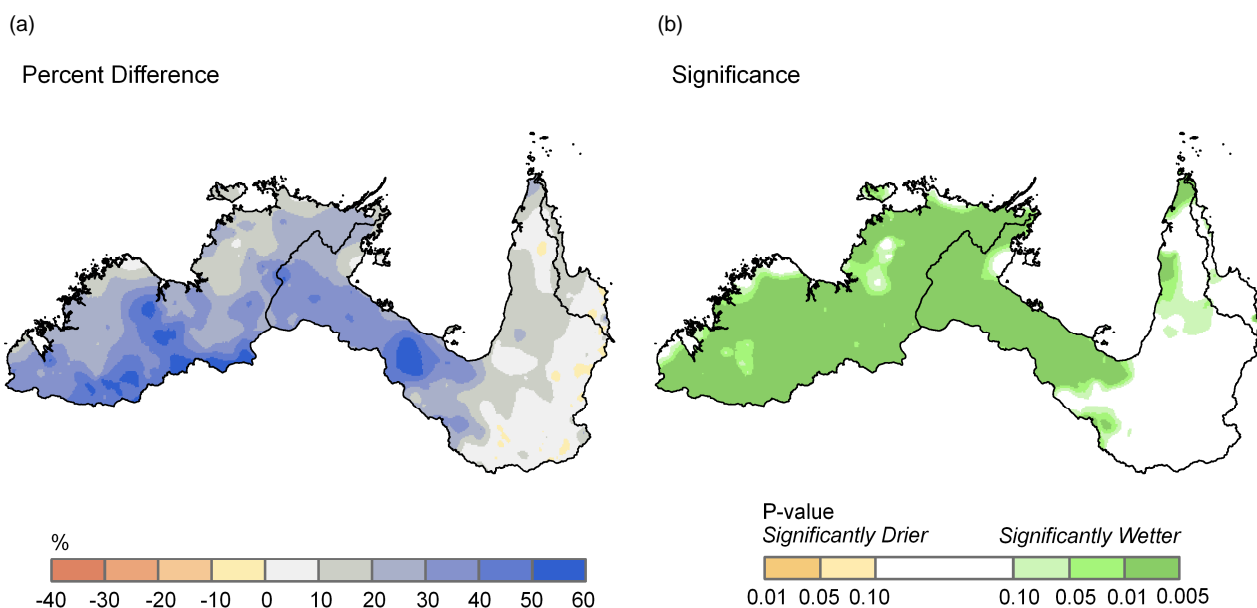 (a)
(b)
Percent Difference
Significance
%
-40 -30 -20 -10 0 10 20 30 40 50 60
P-value
Significantly Drier Significantly Wetter
0.01 0.05 0.10 0.10 0.05 0.01 0.005